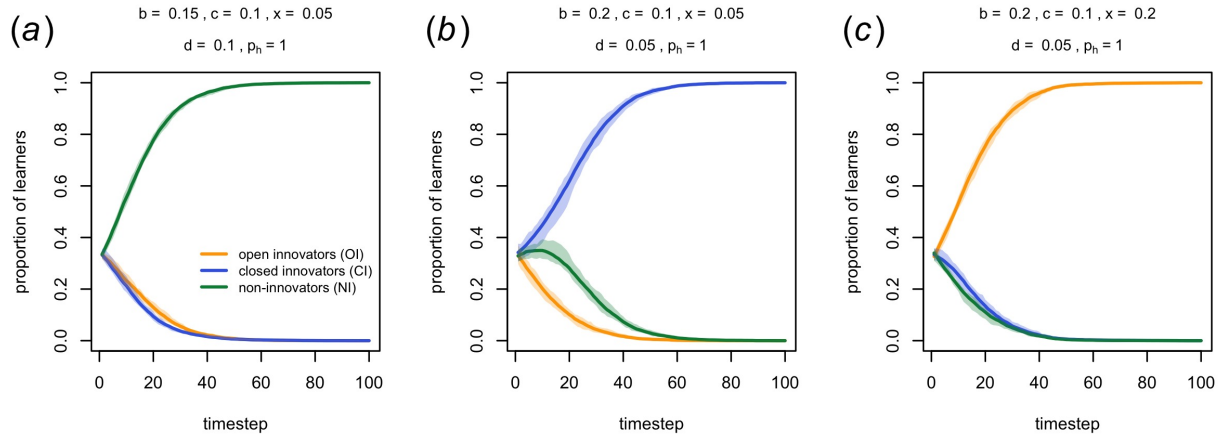 (a)
b = 0.15 , c = 0.1 , x = 0.05
d = 0.1 , pₕ = 1
proportion of learners
1.0
0.8
0.6
0.4
0.2
0.0
open innovators (OI)
closed innovators (CI)
non-innovators (NI)
0 20 40 60 80 100
timestep
(b)
b = 0.2 , c = 0.1 , x = 0.05
d = 0.05 , pₕ = 1
proportion of learners
1.0
0.8
0.6
0.4
0.2
0.0
0 20 40 60 80 100
timestep
(c)
b = 0.2 , c = 0.1 , x = 0.2
d = 0.05 , pₕ = 1
proportion of learners
1.0
0.8
0.6
0.4
0.2
0.0
0 20 40 60 80 100
timestep